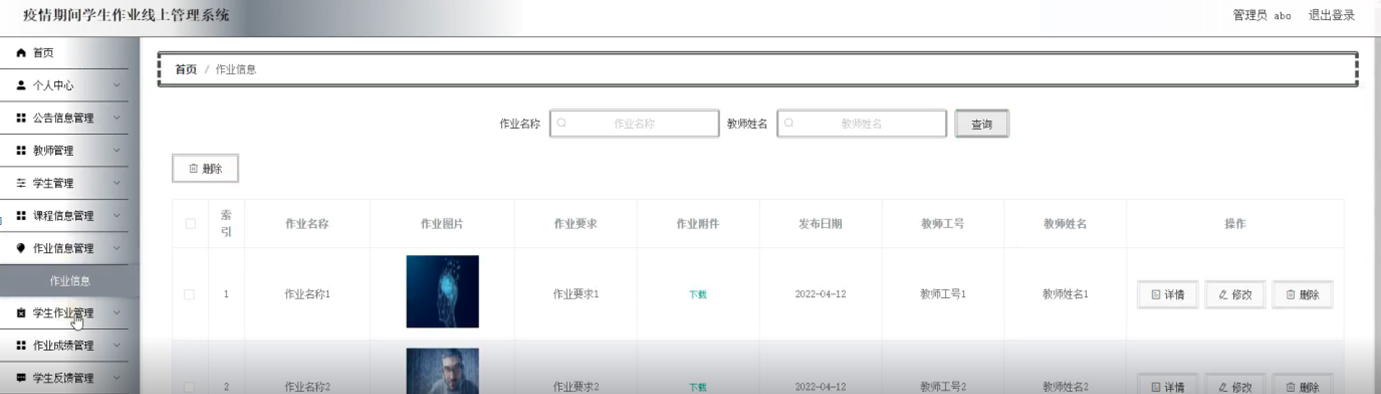 疫情期间学生作业线上管理系统
管理员 abo 退出登录
首页
个人中心
公告信息管理
教师管理
学生管理
课程信息管理
作业信息管理
作业信息
学生作业管理
作业成绩管理
学生反馈管理
首页 / 作业信息
作业名称 作业名称 教师姓名 教师姓名 查询
删除
索引 作业名称 作业图片 作业要求 作业附件 发布日期 教师工号 教师姓名 操作
1 作业名称1 作业要求1 下载 2022-04-12 教师工号1 教师姓名1 详情 修改 删除
2 作业名称2 作业要求2 下载 2022-04-12 教师工号2 教师姓名2 详情 修改 删除